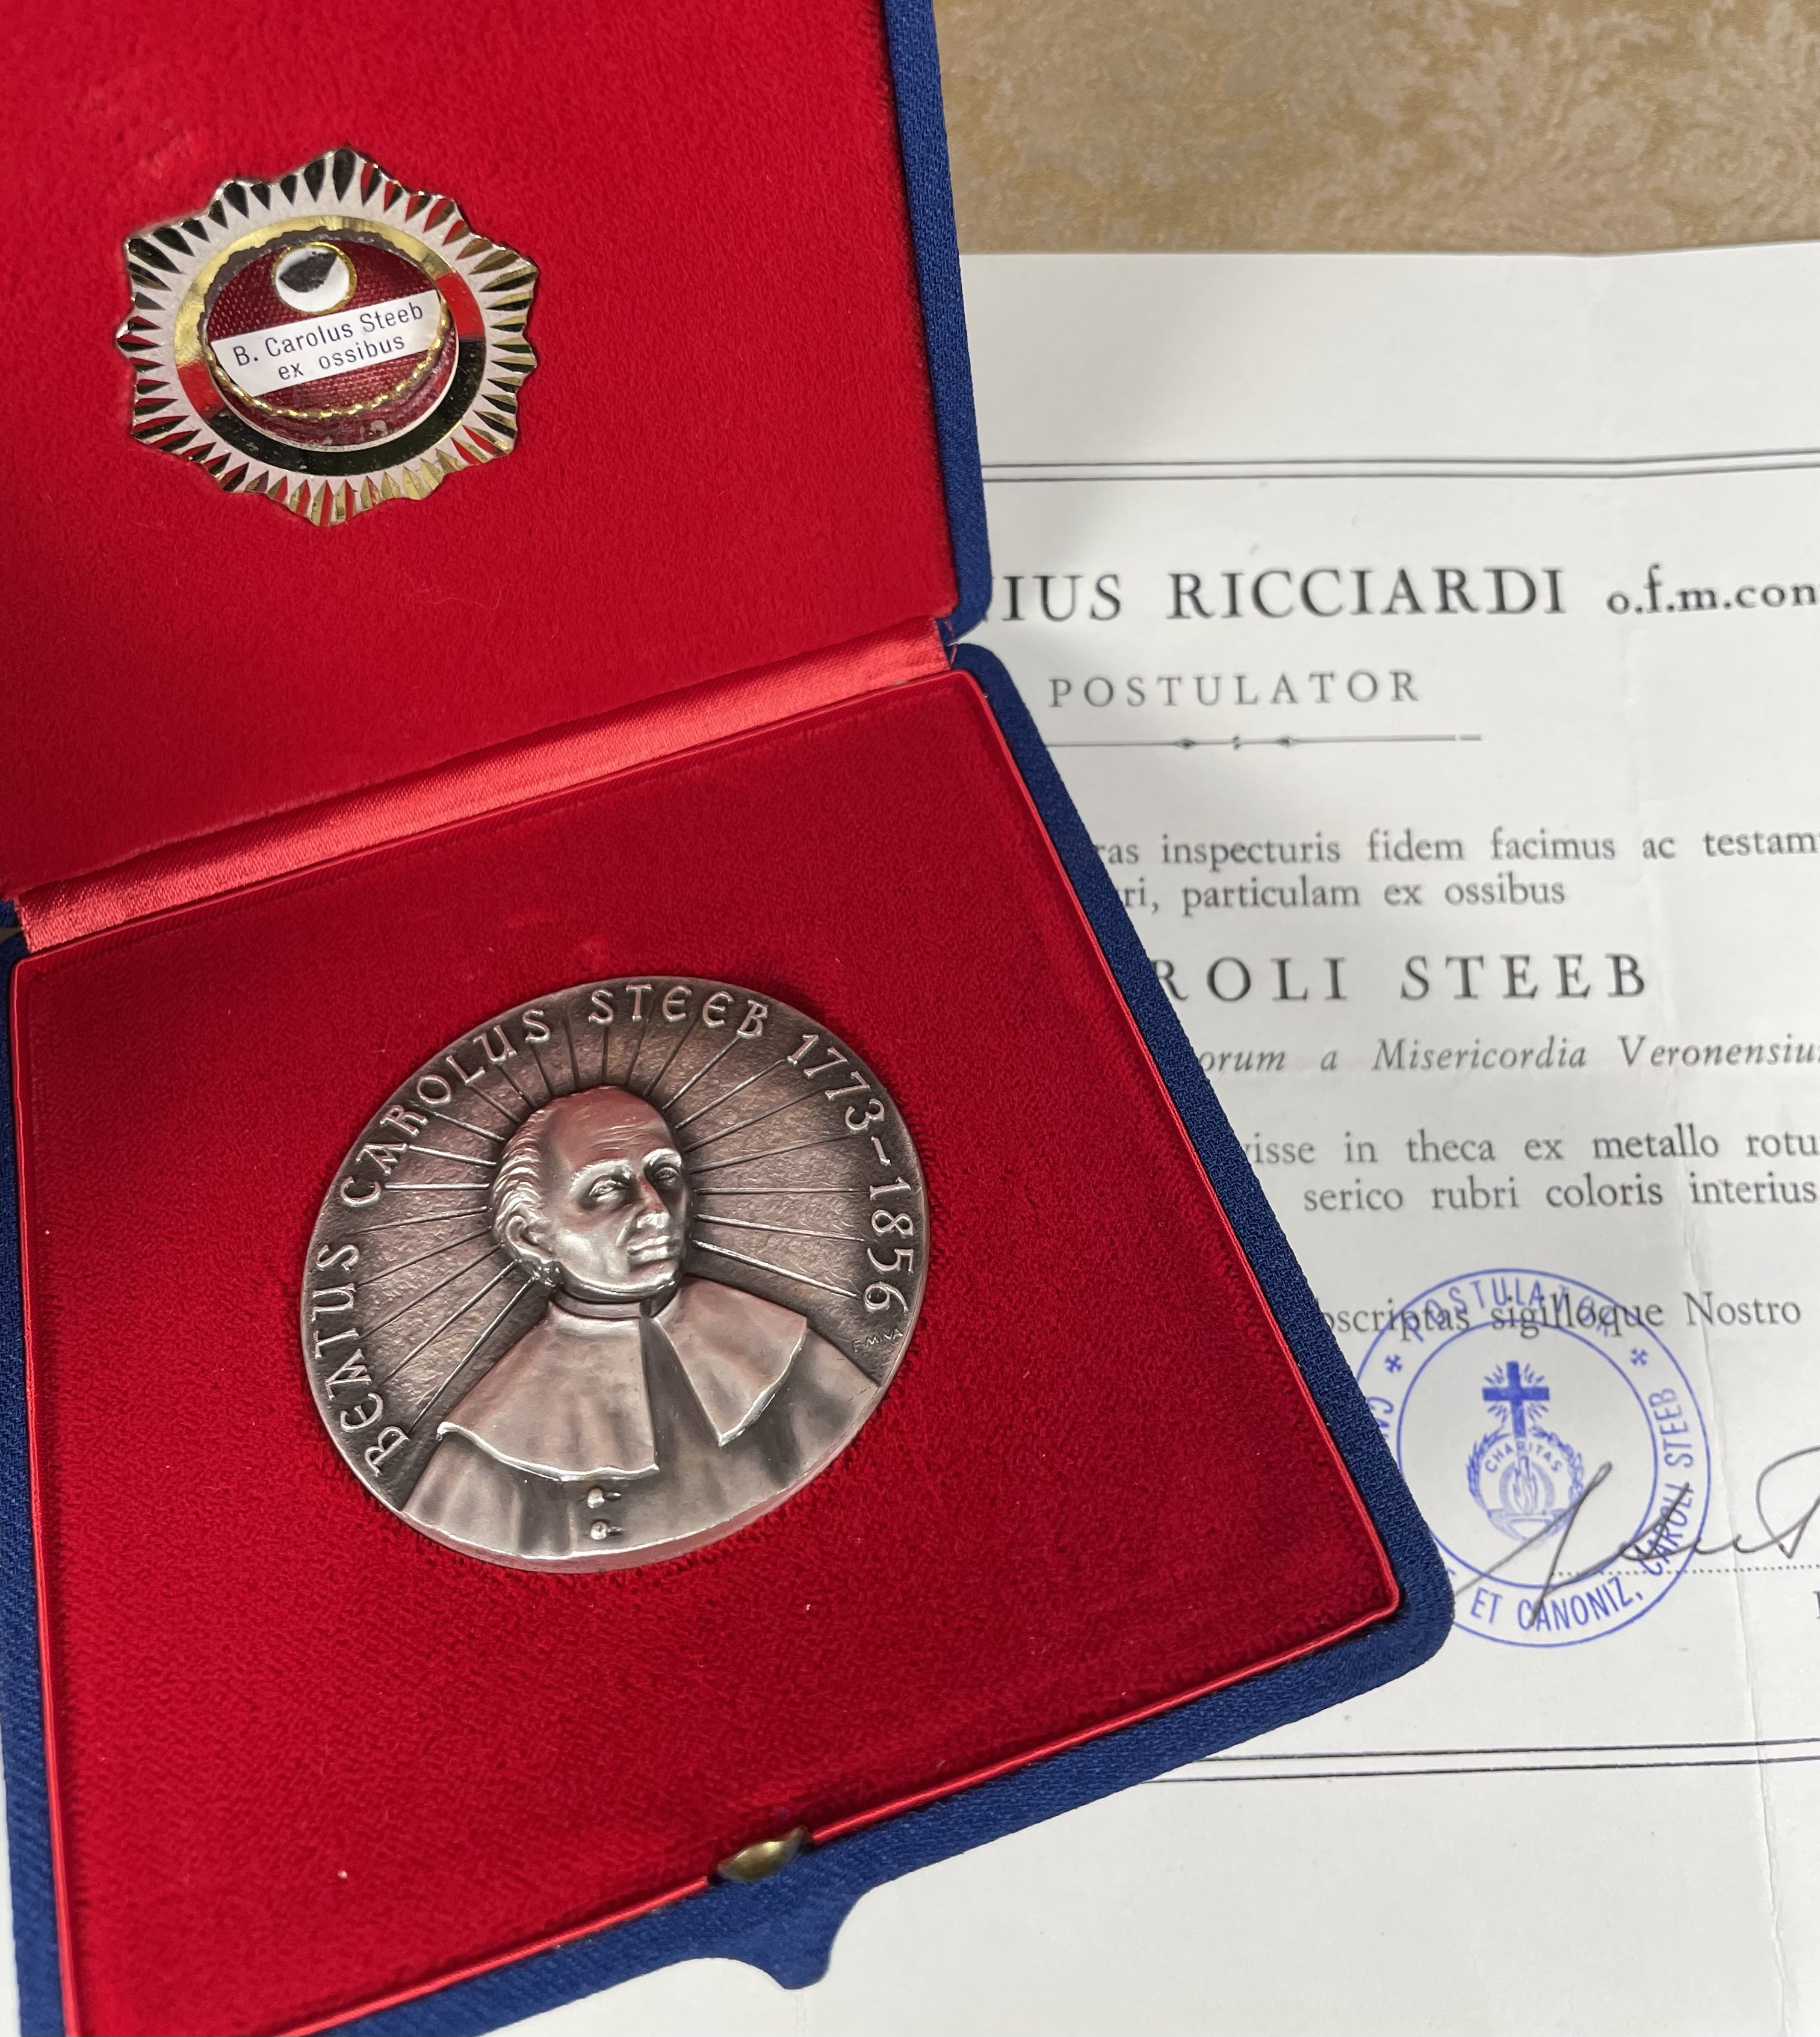 B. Carolus Steeb
ex ossibus
BEATUS CAROLUS STEEB 1773-1856
RICCIARDI o.f.m.con
POSTULATOR
inspecturis fidem facimus ac
particulam ex ossibus
STEEB
a Misericordia
in theca ex metallo
serico rubri coloris interius
sigilloque Nostro
POSTULATOR
CHARITAS
ET CANONIZ, CAROLI STEEB